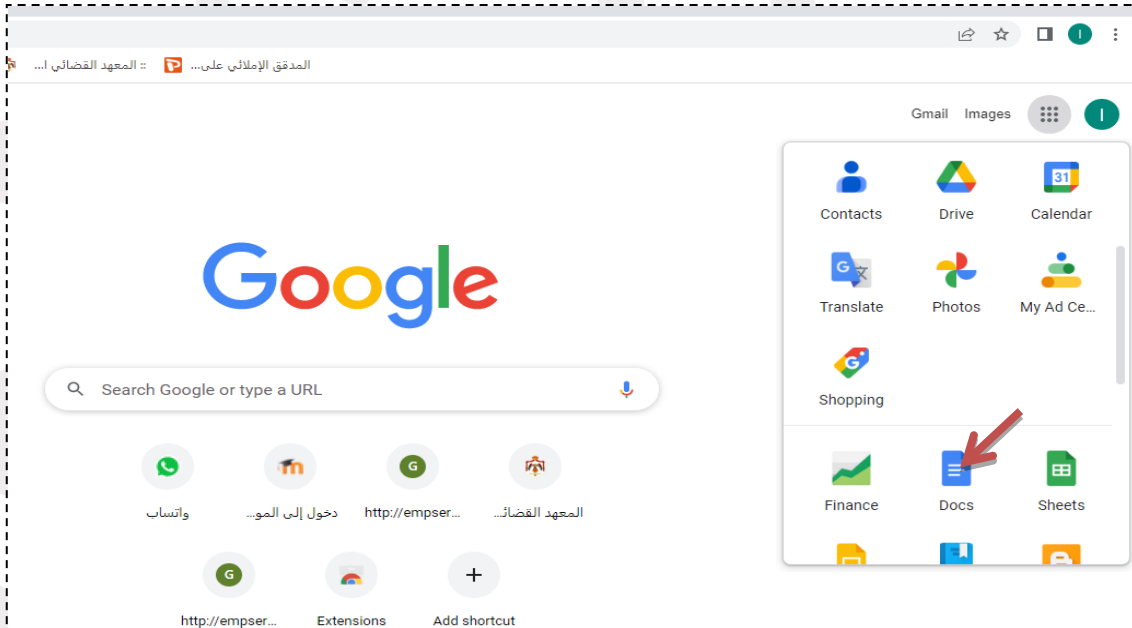 I
المدقق الإملائي على...
:: المعهد القضائي ا...
Gmail Images
I
Contacts Drive Calendar
31
Translate Photos My Ad Ce...
G 文
Google
G
Shopping
Search Google or type a URL
Finance Docs Sheets
G
واتساب
دخول إلى المو...
http://empser...
المعهد القضائ...
G
http://empser... Extensions Add shortcut